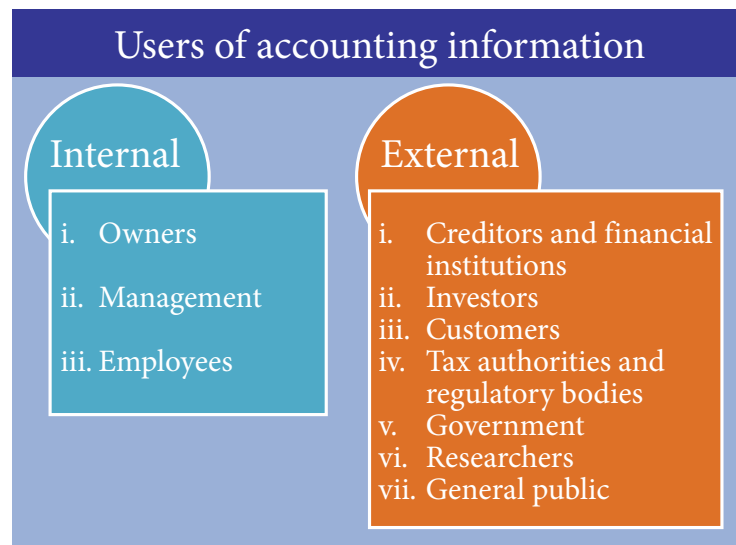 Users of accounting information
Internal
i. Owners
ii. Management
iii. Employees
External
i. Creditors and financial
institutions
ii. Investors
iii. Customers
iv. Tax authorities and
regulatory bodies
v. Government
vi. Researchers
vii. General public